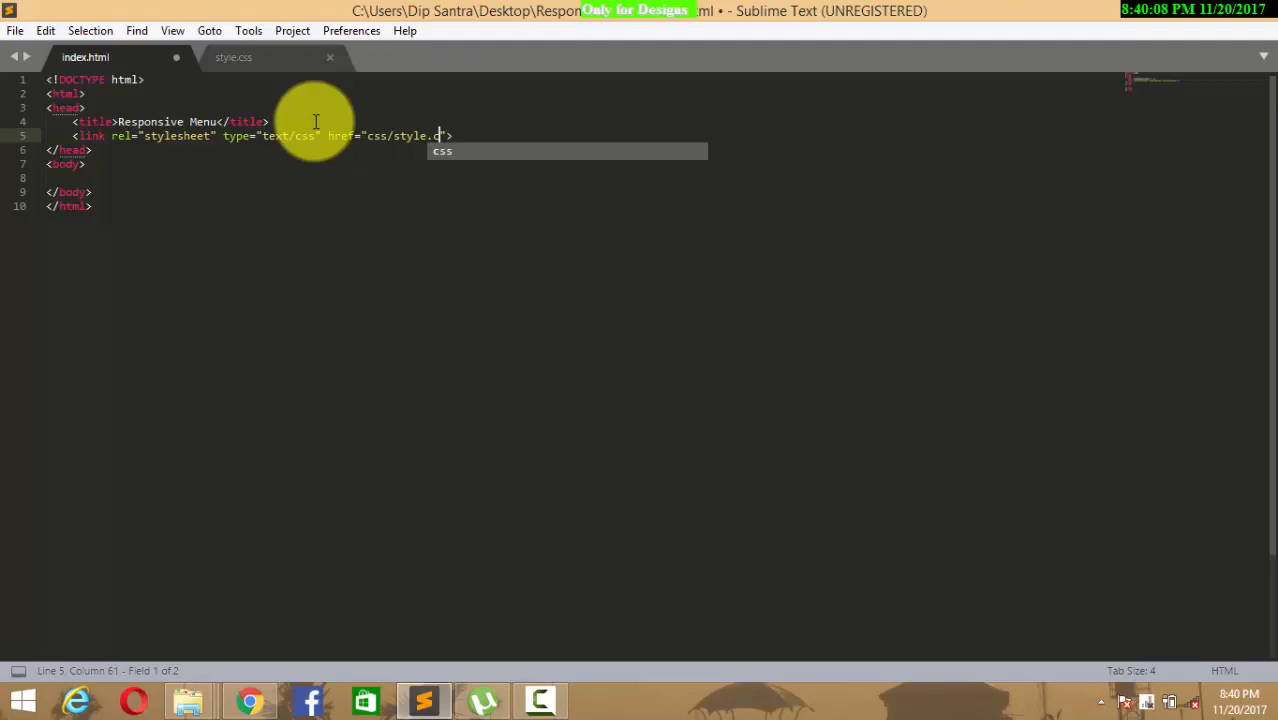 C:\Users\Dip Santra\Desktop\Respon
Only for Designs
ml • - Sublime Text (UNREGISTERED)
8:40:08 PM 11/20/2017
File Edit Selection Find View Goto Tools Project Preferences Help
index.html style.css
1 <!DOCTYPE html>
2 <html>
3 <head>
4 <title>Responsive Menu</title>
5 <link rel="stylesheet" type="text/css" href="css/style.c">
css
6 </head>
7 <body>
8
9 </body>
10 </html>
Line 5, Column 61 - Field 1 of 2 Tab Size: 4 HTML
8:40 PM
11/20/2017